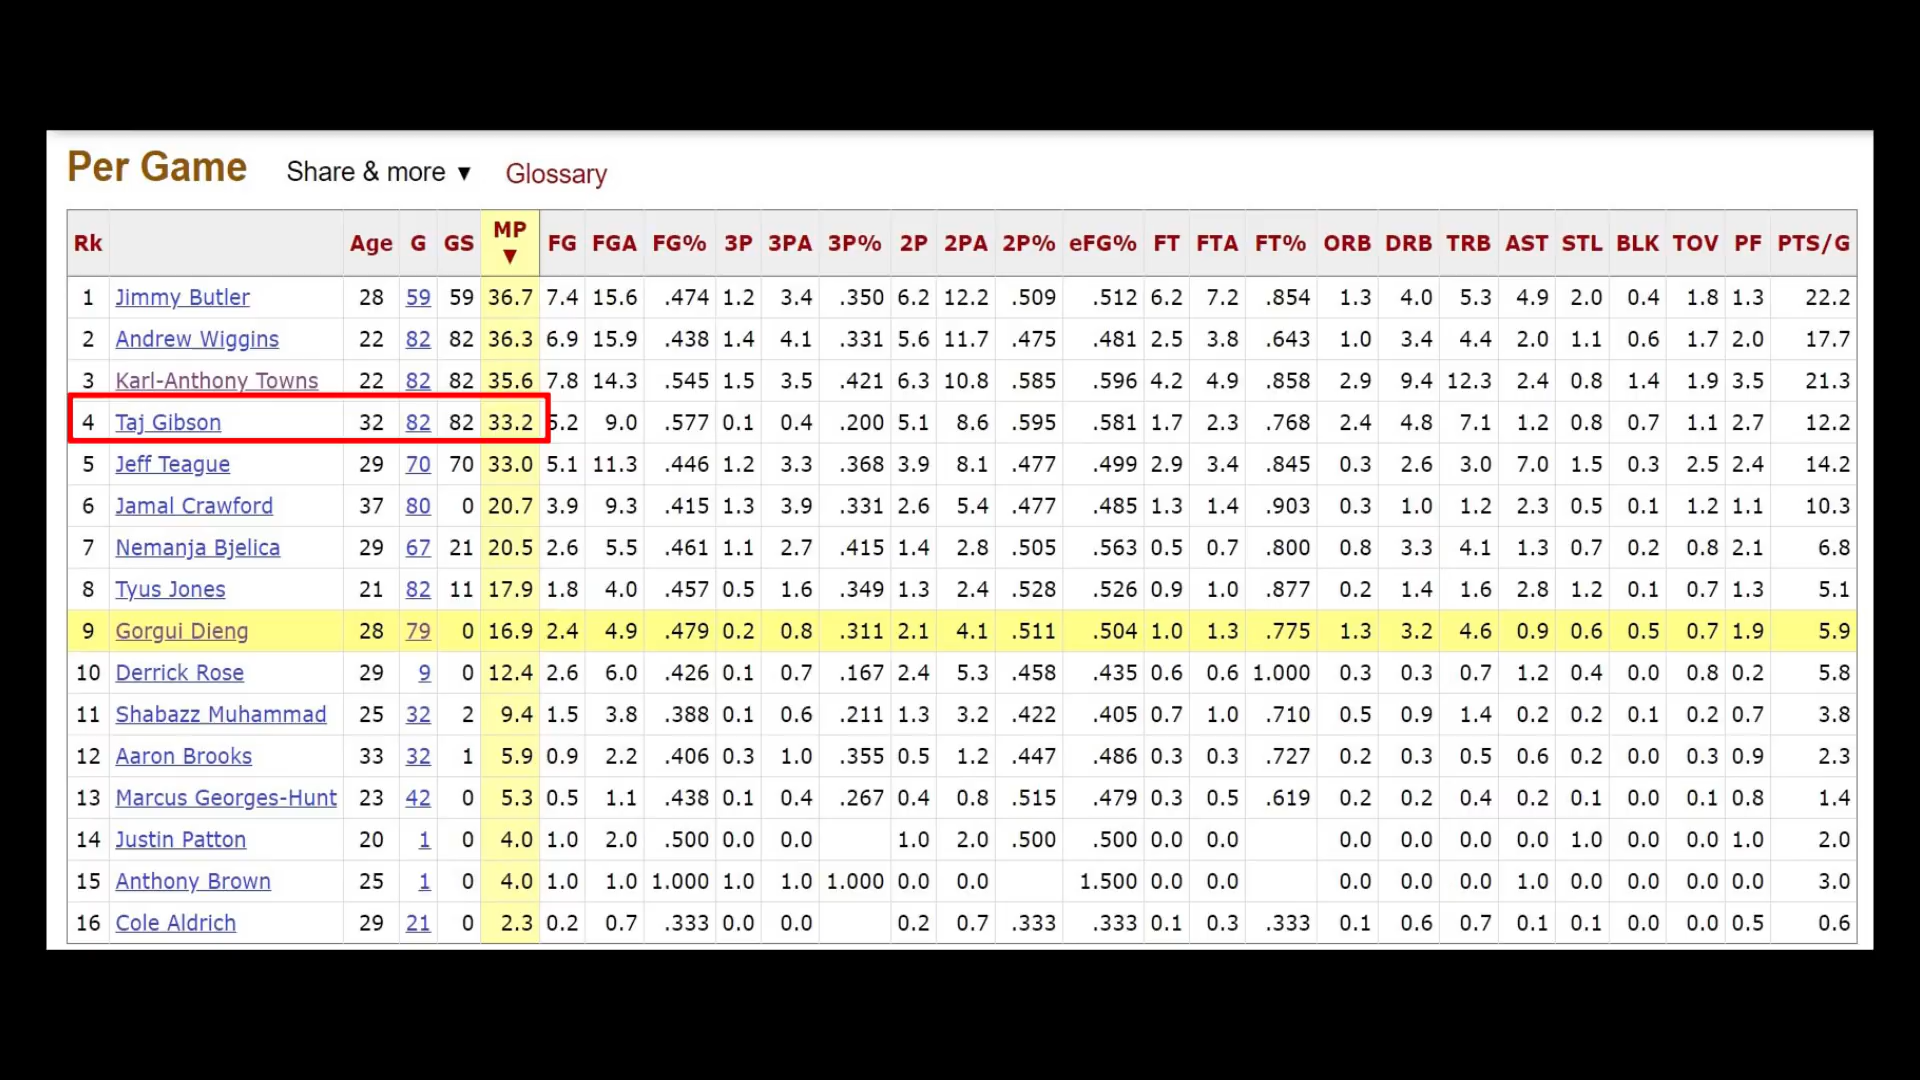 Per Game Share & more ▼ Glossary
Rk Age G GS MP ▼ FG FGA FG% 3P 3PA 3P% 2P 2PA 2P% eFG% FT FTA FT% ORB DRB TRB AST STL BLK TOV PF PTS/G
1 Jimmy Butler 28 59 59 36.7 7.4 15.6 .474 1.2 3.4 .350 6.2 12.2 .509 .512 6.2 7.2 .854 1.3 4.0 5.3 4.9 2.0 0.4 1.8 1.3 22.2
2 Andrew Wiggins 22 82 82 36.3 6.9 15.9 .438 1.4 4.1 .331 5.6 11.7 .475 .481 2.5 3.8 .643 1.0 3.4 4.4 2.0 1.1 0.6 1.7 2.0 17.7
3 Karl-Anthony Towns 22 82 82 35.6 7.8 14.3 .545 1.5 3.5 .421 6.3 10.8 .585 .596 4.2 4.9 .858 2.9 9.4 12.3 2.4 0.8 1.4 1.9 3.5 21.3
4 Taj Gibson 32 82 82 33.2 5.2 9.0 .577 0.1 0.4 .200 5.1 8.6 .595 .581 1.7 2.3 .768 2.4 4.8 7.1 1.2 0.8 0.7 1.1 2.7 12.2
5 Jeff Teague 29 70 70 33.0 5.1 11.3 .446 1.2 3.3 .368 3.9 8.1 .477 .499 2.9 3.4 .845 0.3 2.6 3.0 7.0 1.5 0.3 2.5 2.4 14.2
6 Jamal Crawford 37 80 0 20.7 3.9 9.3 .415 1.3 3.9 .331 2.6 5.4 .477 .485 1.3 1.4 .903 0.3 1.0 1.2 2.3 0.5 0.1 1.2 1.1 10.3
7 Nemanja Bjelica 29 67 21 20.5 2.6 5.5 .461 1.1 2.7 .415 1.4 2.8 .505 .563 0.5 0.7 .800 0.8 3.3 4.1 1.3 0.7 0.2 0.8 2.1 6.8
8 Tyus Jones 21 82 11 17.9 1.8 4.0 .457 0.5 1.6 .349 1.3 2.4 .528 .526 0.9 1.0 .877 0.2 1.4 1.6 2.8 1.2 0.1 0.7 1.3 5.1
9 Gorgui Dieng 28 79 0 16.9 2.4 4.9 .479 0.2 0.8 .311 2.1 4.1 .511 .504 1.0 1.3 .775 1.3 3.2 4.6 0.9 0.6 0.5 0.7 1.9 5.9
10 Derrick Rose 29 9 0 12.4 2.6 6.0 .426 0.1 0.7 .167 2.4 5.3 .458 .435 0.6 0.6 1.000 0.3 0.3 0.7 1.2 0.4 0.0 0.8 0.2 5.8
11 Shabazz Muhammad 25 32 2 9.4 1.5 3.8 .388 0.1 0.6 .211 1.3 3.2 .422 .405 0.7 1.0 .710 0.5 0.9 1.4 0.2 0.2 0.1 0.2 0.7 3.8
12 Aaron Brooks 33 32 1 5.9 0.9 2.2 .406 0.3 1.0 .355 0.5 1.2 .447 .486 0.3 0.3 .727 0.2 0.3 0.5 0.6 0.2 0.0 0.3 0.9 2.3
13 Marcus Georges-Hunt 23 42 0 5.3 0.5 1.1 .438 0.1 0.4 .267 0.4 0.8 .515 .479 0.3 0.5 .619 0.2 0.2 0.4 0.2 0.1 0.0 0.1 0.8 1.4
14 Justin Patton 20 1 0 4.0 1.0 2.0 .500 0.0 0.0 1.0 2.0 .500 .500 0.0 0.0 0.0 0.0 0.0 0.0 1.0 0.0 0.0 1.0 2.0
15 Anthony Brown 25 1 0 4.0 1.0 1.0 1.000 1.0 1.0 1.000 0.0 0.0 1.500 0.0 0.0 0.0 0.0 0.0 1.0 0.0 0.0 0.0 0.0 3.0
16 Cole Aldrich 29 21 0 2.3 0.2 0.7 .333 0.0 0.0 0.2 0.7 .333 .333 0.1 0.3 .333 0.1 0.6 0.7 0.1 0.1 0.0 0.0 0.5 0.6